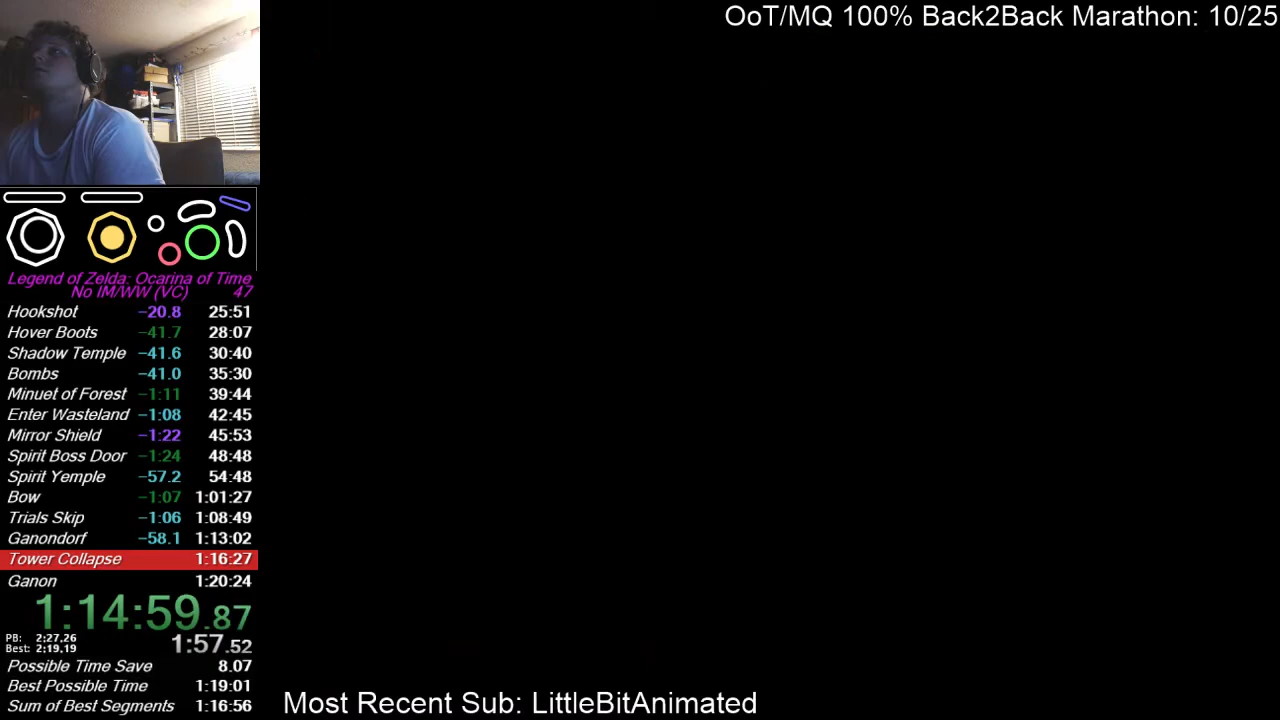 OoT/MQ 100% Back2Back Marathon: 10/25
Legend of Zelda: Ocarina of Time
No IM/WW (VC) 47
Hookshot -20.8 25:51
Hover Boots -41.7 28:07
Shadow Temple -41.6 30:40
Bombs -41.0 35:30
Minuet of Forest -1:11 39:44
Enter Wasteland -1:08 42:45
Mirror Shield -1:22 45:53
Spirit Boss Door -1:24 48:48
Spirit Yemple -57.2 54:48
Bow -1:07 1:01:27
Trials Skip -1:06 1:08:49
Ganondorf -58.1 1:13:02
Tower Collapse 1:16:27
Ganon 1:20:24
1:14:59.87
PB: 2:27.26
Best: 2:19.19
1:57.52
Possible Time Save 8.07
Best Possible Time 1:19:01
Sum of Best Segments 1:16:56
Most Recent Sub: LittleBitAnimated